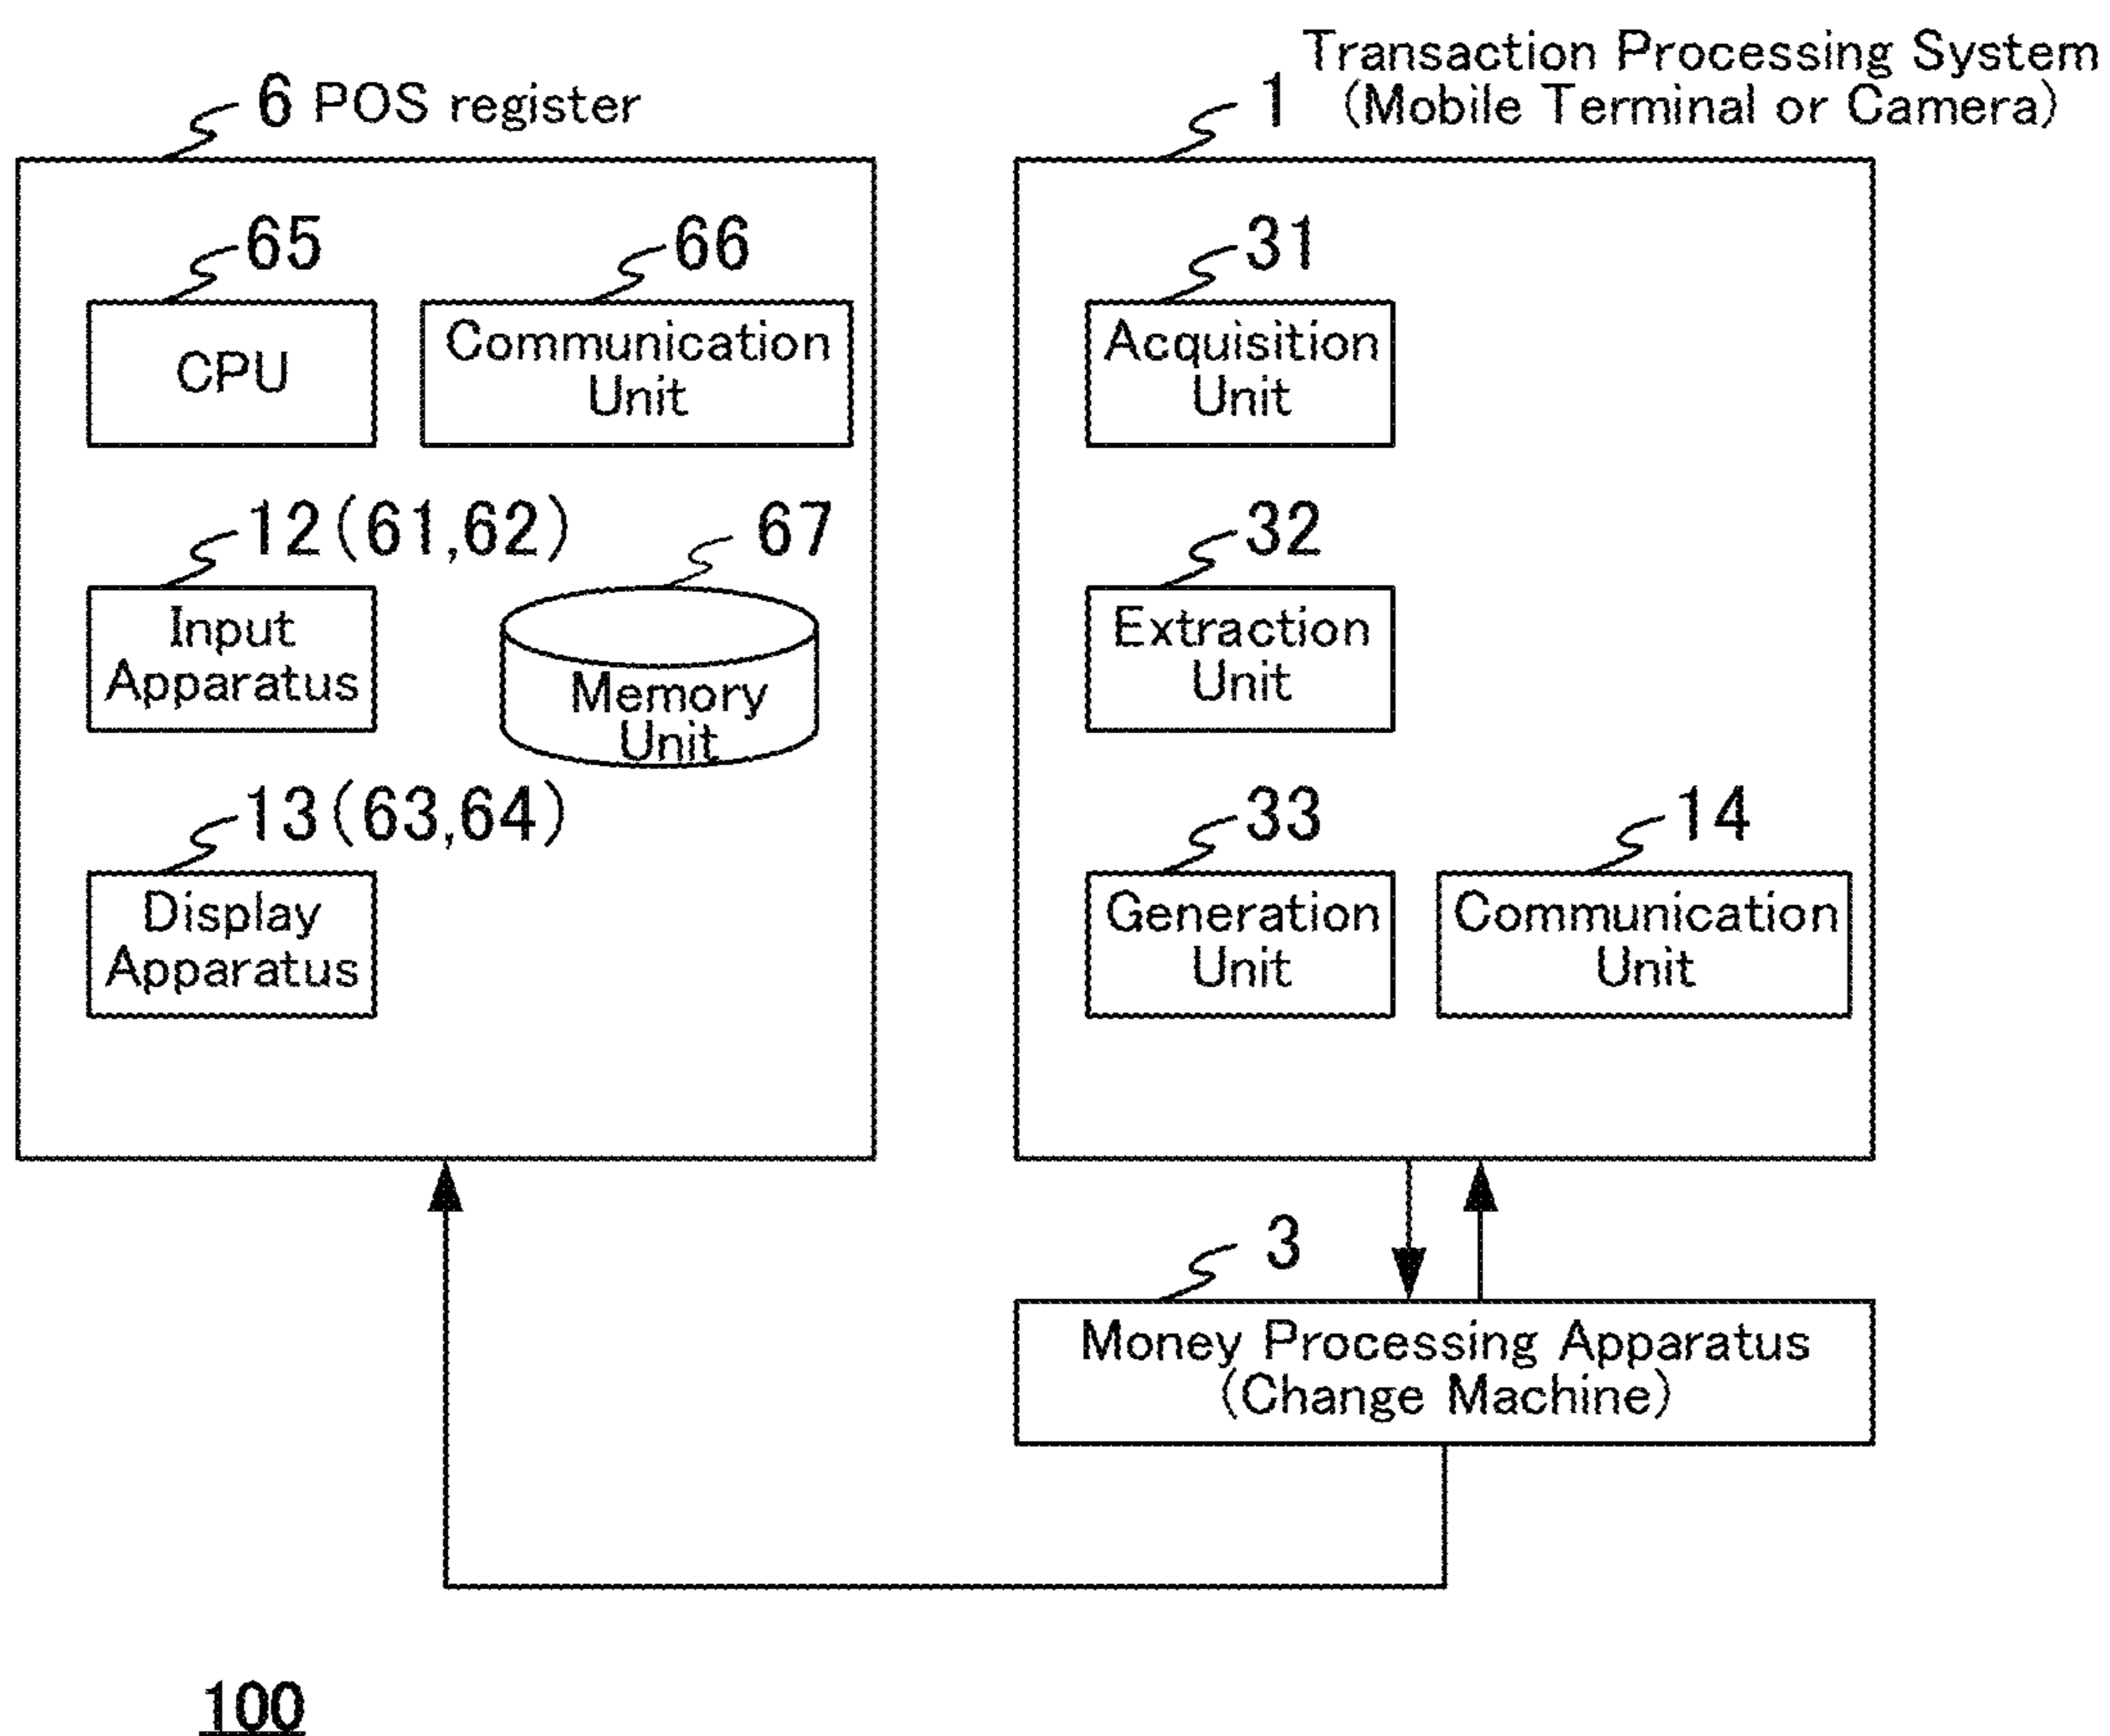 6 POS register
Transaction Processing System
1 (Mobile Terminal or Camera)
65
66
CPU
Communication
Unit
12(61,62)
67
Input
Apparatus
Memory
Unit
13(63,64)
Display
Apparatus
31
Acquisition
Unit
32
Extraction
Unit
33
14
Generation
Unit
Communication
Unit
3
Money Processing Apparatus
(Change Machine)
100